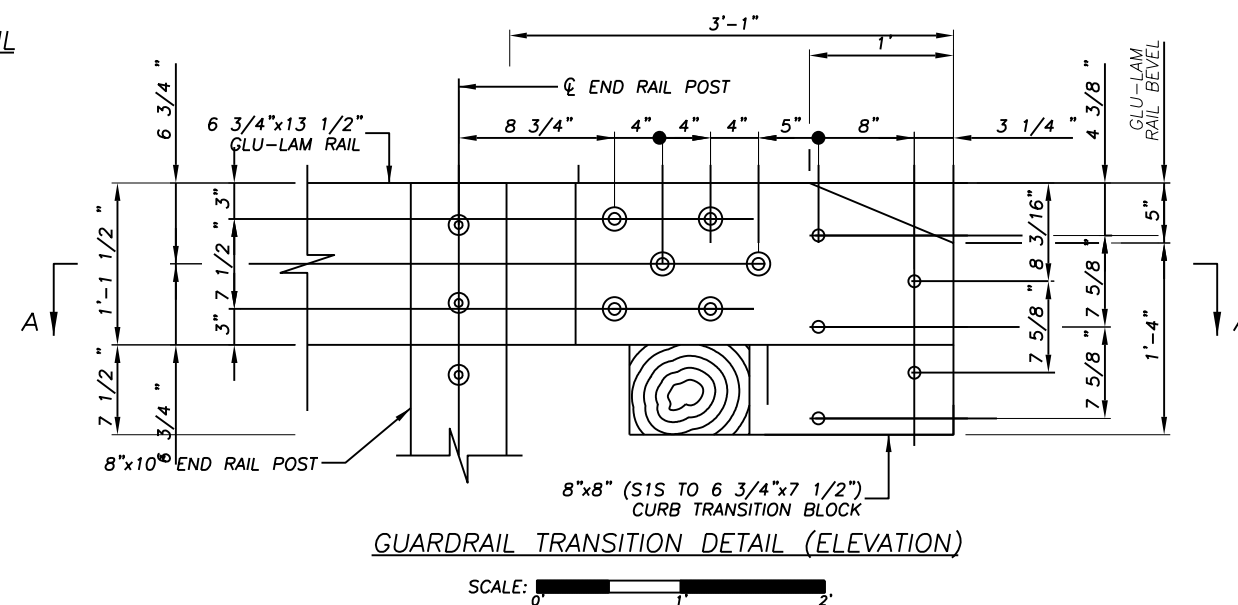 IL
3'-1"
1'
℄ END RAIL POST
6 3/4"
6 3/4"x13 1/2"
GLU-LAM RAIL
8 3/4"
4"
4"
4"
5"
8"
3 1/4 "
4 3/8 "
GLU-LAM
RAIL BEVEL
3"
7 1/2 "
3"
1'-1 1/2 "
7 1/2 "
6 3/4 "
8 3/16"
7 5/8 "
7 5/8 "
7 5/8 "
5"
1'-4"
A
8"x10" END RAIL POST
8"x8" (S1S TO 6 3/4"x7 1/2")
CURB TRANSITION BLOCK
GUARDRAIL TRANSITION DETAIL (ELEVATION)
SCALE:
0'
1'
2'